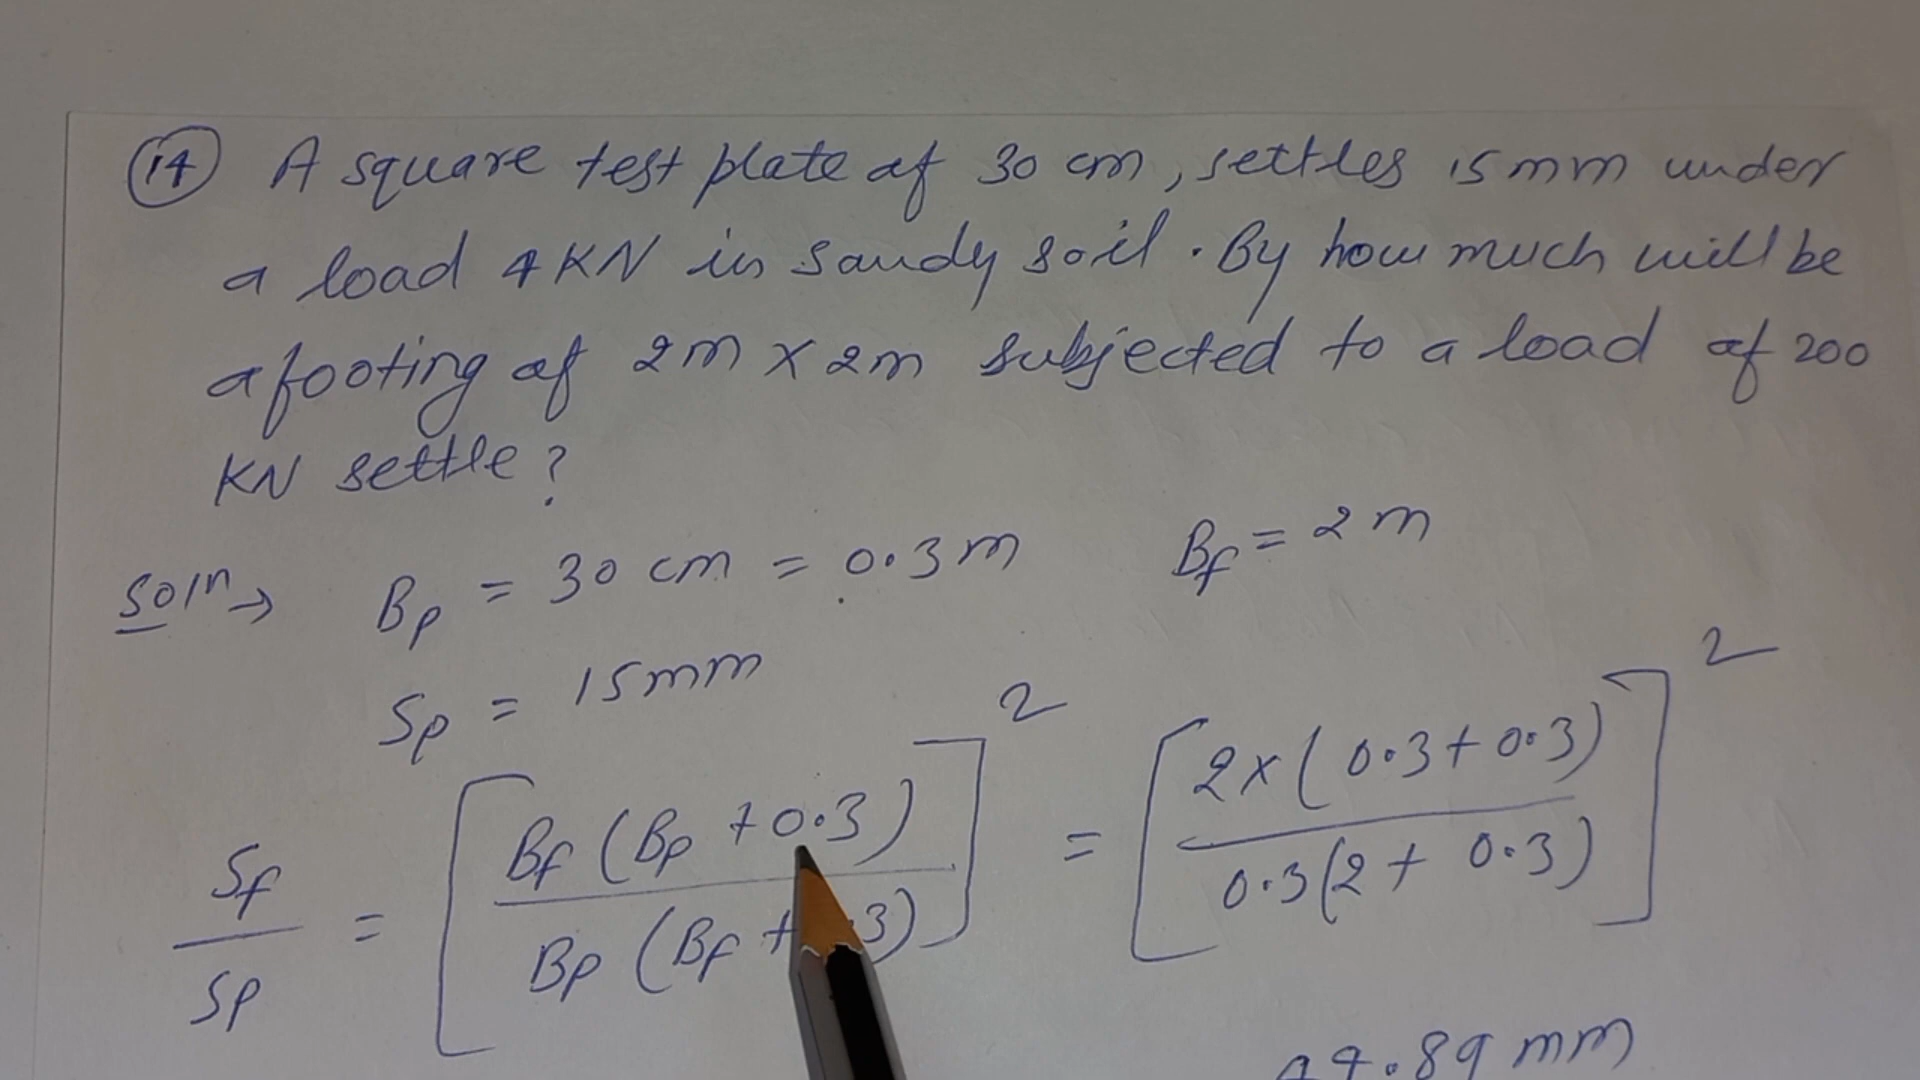 14 A square test plate of 30 cm, settles 15 mm under
a load 4 KN in sandy soil. By how much will be
a footing of 2m x 2m subjected to a load of 200
KN settle?
Soln → Bp = 30 cm = 0.3 m Bf = 2 m
Sp = 15 mm
Sf/Sp = [Bf (Bp + 0.3) / Bp (Bf + .3)]² = [2 x (0.3 + 0.3) / 0.3 (2 + 0.3)]²
.89 mm